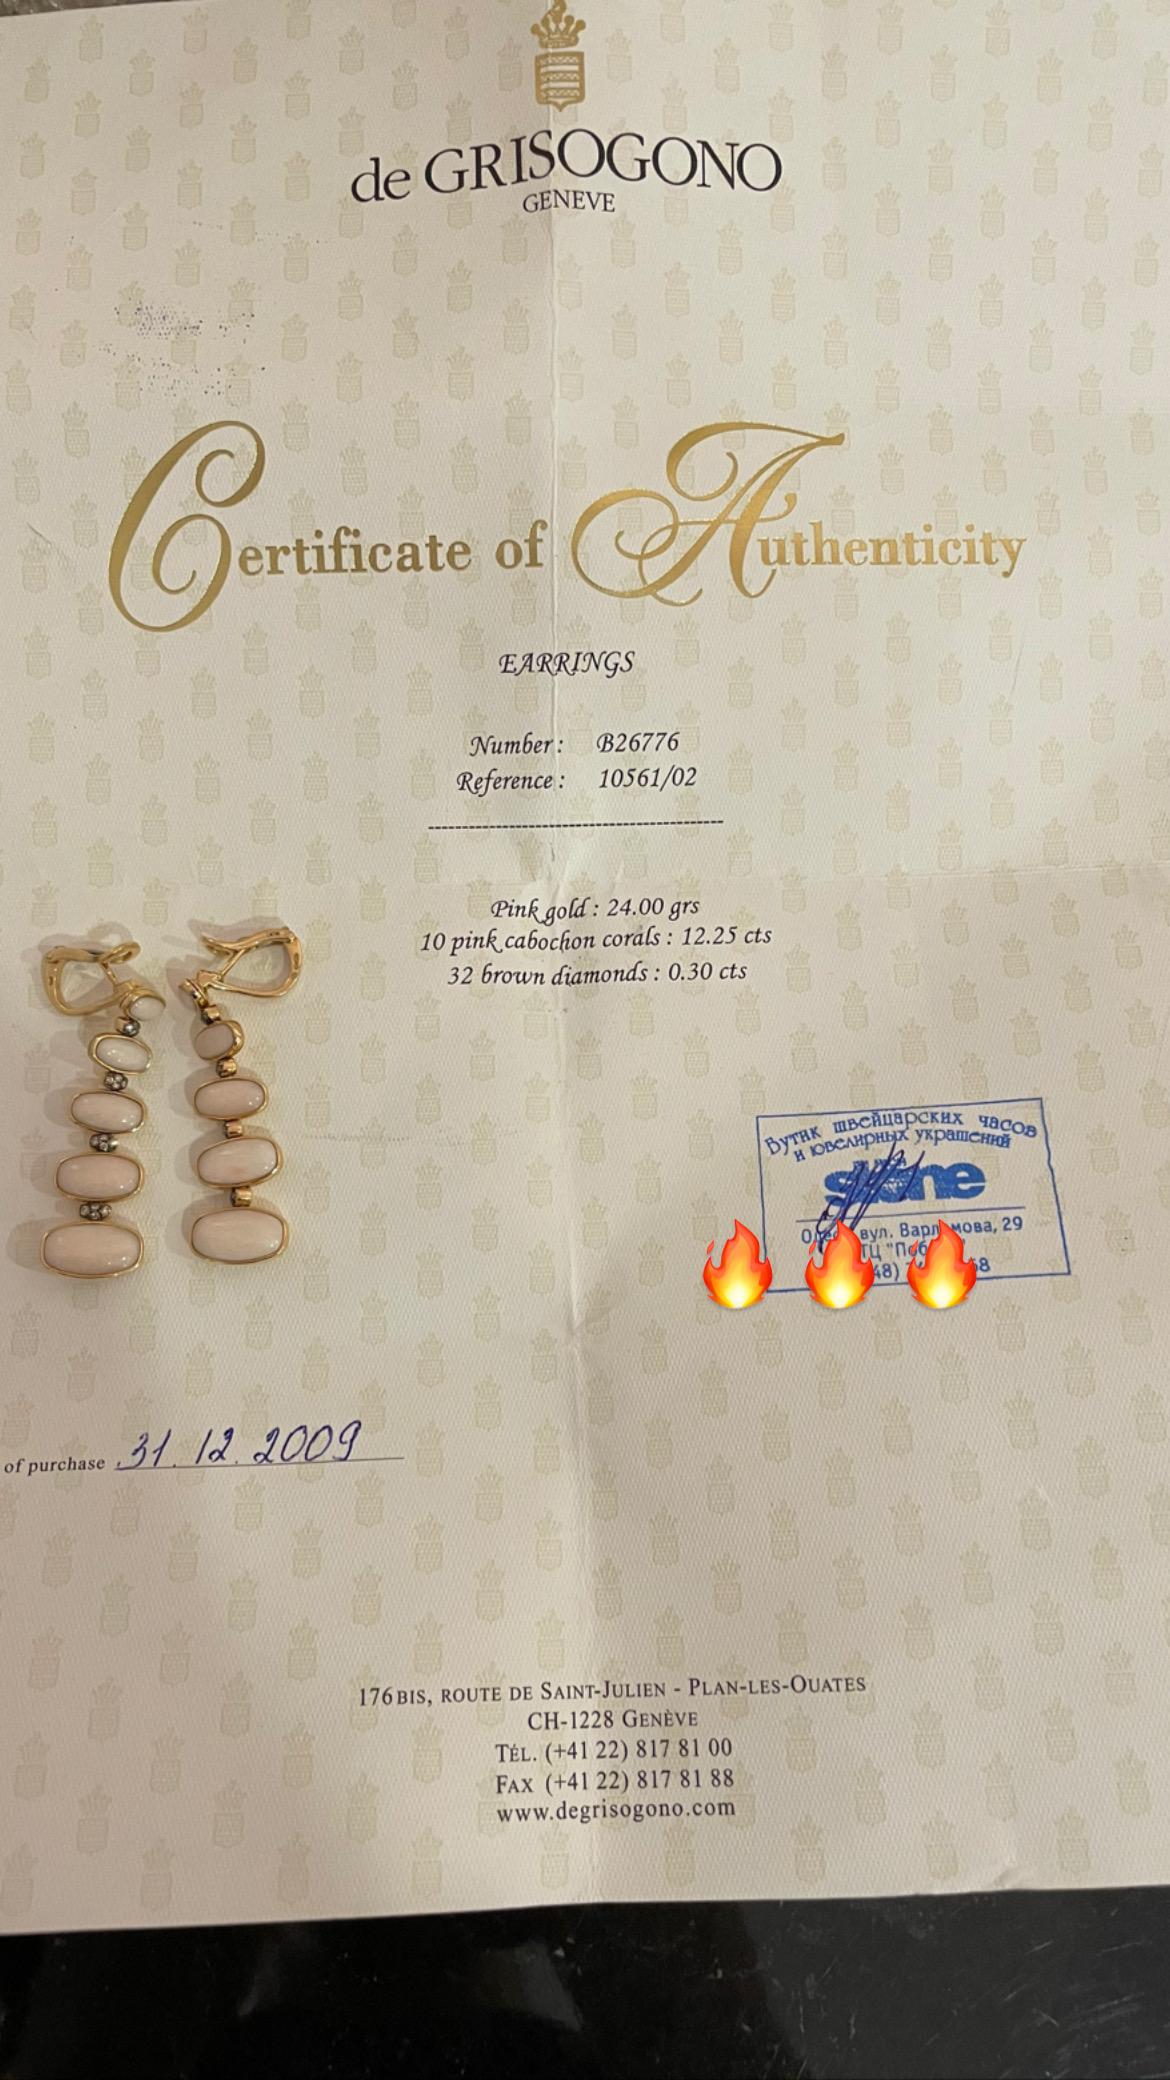 de GRISOGONO
GENEVE
Certificate of Authenticity
EARRINGS
Number : B26776
Reference : 10561/02
Pink gold : 24.00 grs
10 pink cabochon corals : 12.25 cts
32 brown diamonds : 0.30 cts
Бутик швейцарских часов
и ювелирных украшений
вул. 29
ТЦ
of purchase 31.12.2009
176BIS, ROUTE DE SAINT-JULIEN - PLAN-LES-OUATES
CH-1228 GENÈVE
TÉL. (+41 22) 817 81 00
FAX (+41 22) 817 81 88
www.degrisogono.com